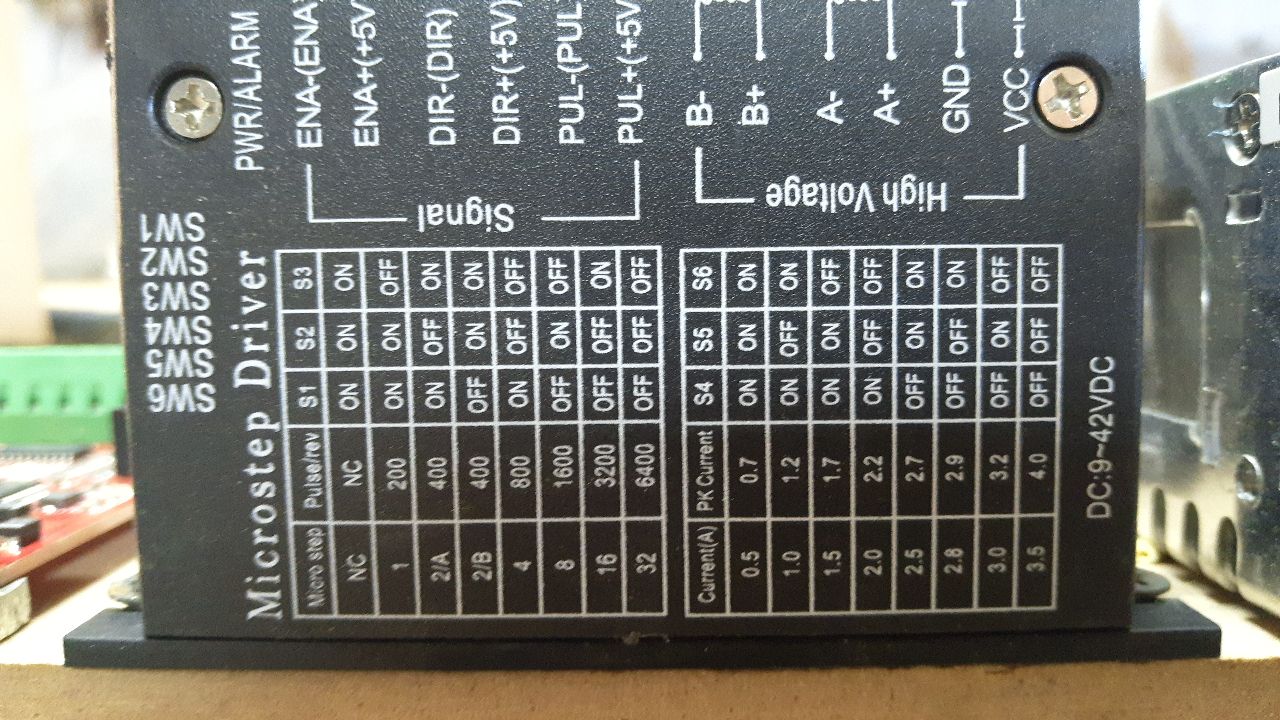 Microstep Driver
Micro step Pulse/rev S1 S2 S3
NC NC ON ON ON
1 200 ON ON OFF
2/A 400 ON OFF ON
2/B 400 OFF ON ON
4 800 ON OFF OFF
8 1600 OFF ON OFF
16 3200 OFF OFF ON
32 6400 OFF OFF OFF
Current(A) PK Current S4 S5 S6
0.5 0.7 ON ON ON
1.0 1.2 ON OFF ON
1.5 1.7 ON ON OFF
2.0 2.2 ON OFF OFF
2.5 2.7 OFF ON ON
2.8 2.9 OFF OFF ON
3.0 3.2 OFF ON OFF
3.5 4.0 OFF OFF OFF
DC:9~42VDC
SW1
SW2
SW3
SW4
SW5
SW6
PWR/ALARM
Signal
ENA-(ENA)
ENA+(+5V
DIR-(DIR)
DIR+(+5V)
PUL-(PUL
PUL+(+5V
High Voltage
B-
B+
A-
A+
GND
VCC